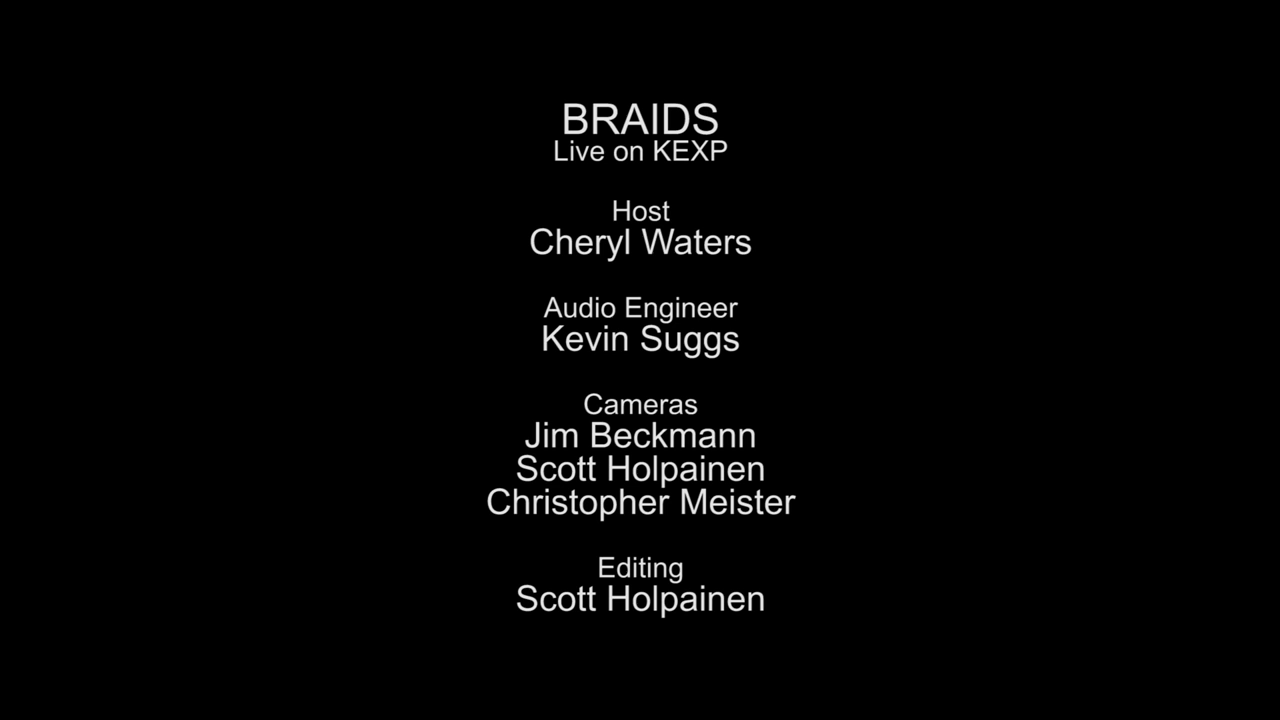 BRAIDS
Live on KEXP
Host
Cheryl Waters
Audio Engineer
Kevin Suggs
Cameras
Jim Beckmann
Scott Holpainen
Christopher Meister
Editing
Scott Holpainen